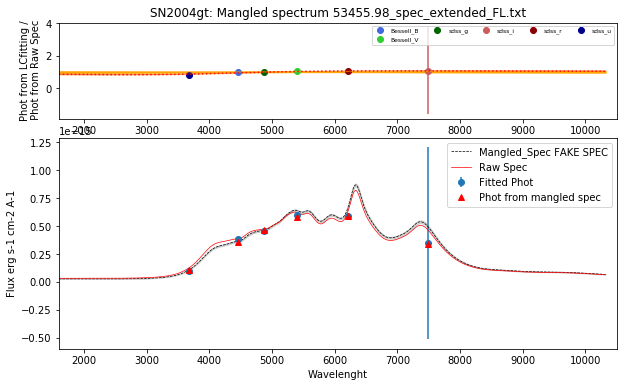 SN2004gt: Mangled spectrum 53455.98_spec_extended_FL.txt
Phot from LCfitting /
Phot from Raw Spec
4
2
0
Bessell_B
Bessell_V
sdss_g
sdss_i
sdss_r
sdss_u
2000 3000 4000 5000 6000 7000 8000 9000 10000
Flux erg s-1 cm-2 A-1
1.25
1.00
0.75
0.50
0.25
0.00
−0.25
−0.50
Mangled_Spec FAKE SPEC
Raw Spec
Fitted Phot
Phot from mangled spec
2000 3000 4000 5000 6000 7000 8000 9000 10000
Wavelenght